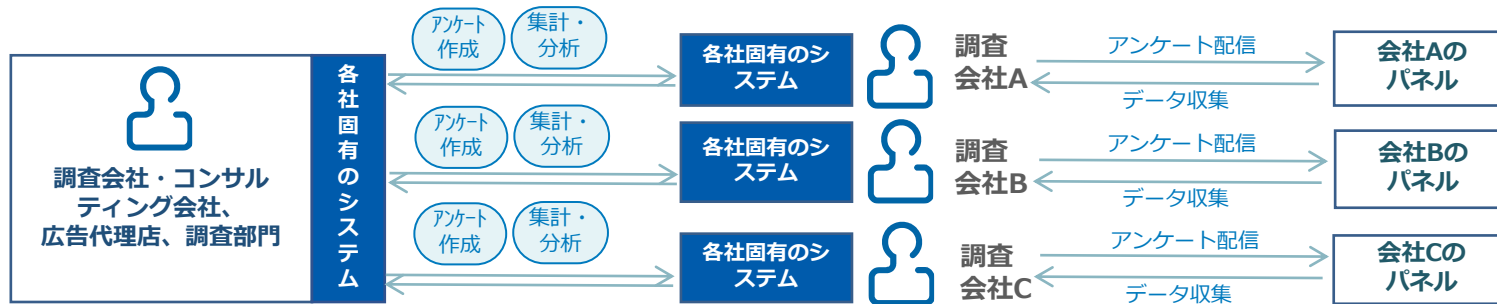 調査会社・コンサル
ティング会社、
広告代理店、調査部門
各社固有のシステム
アンケート
作成
集計・
分析
各社固有のシ
ステム
調査
会社A
アンケート配信
データ収集
会社Aの
パネル
アンケート
作成
集計・
分析
各社固有のシ
ステム
調査
会社B
アンケート配信
データ収集
会社Bの
パネル
アンケート
作成
集計・
分析
各社固有のシ
ステム
調査
会社C
アンケート配信
データ収集
会社Cの
パネル